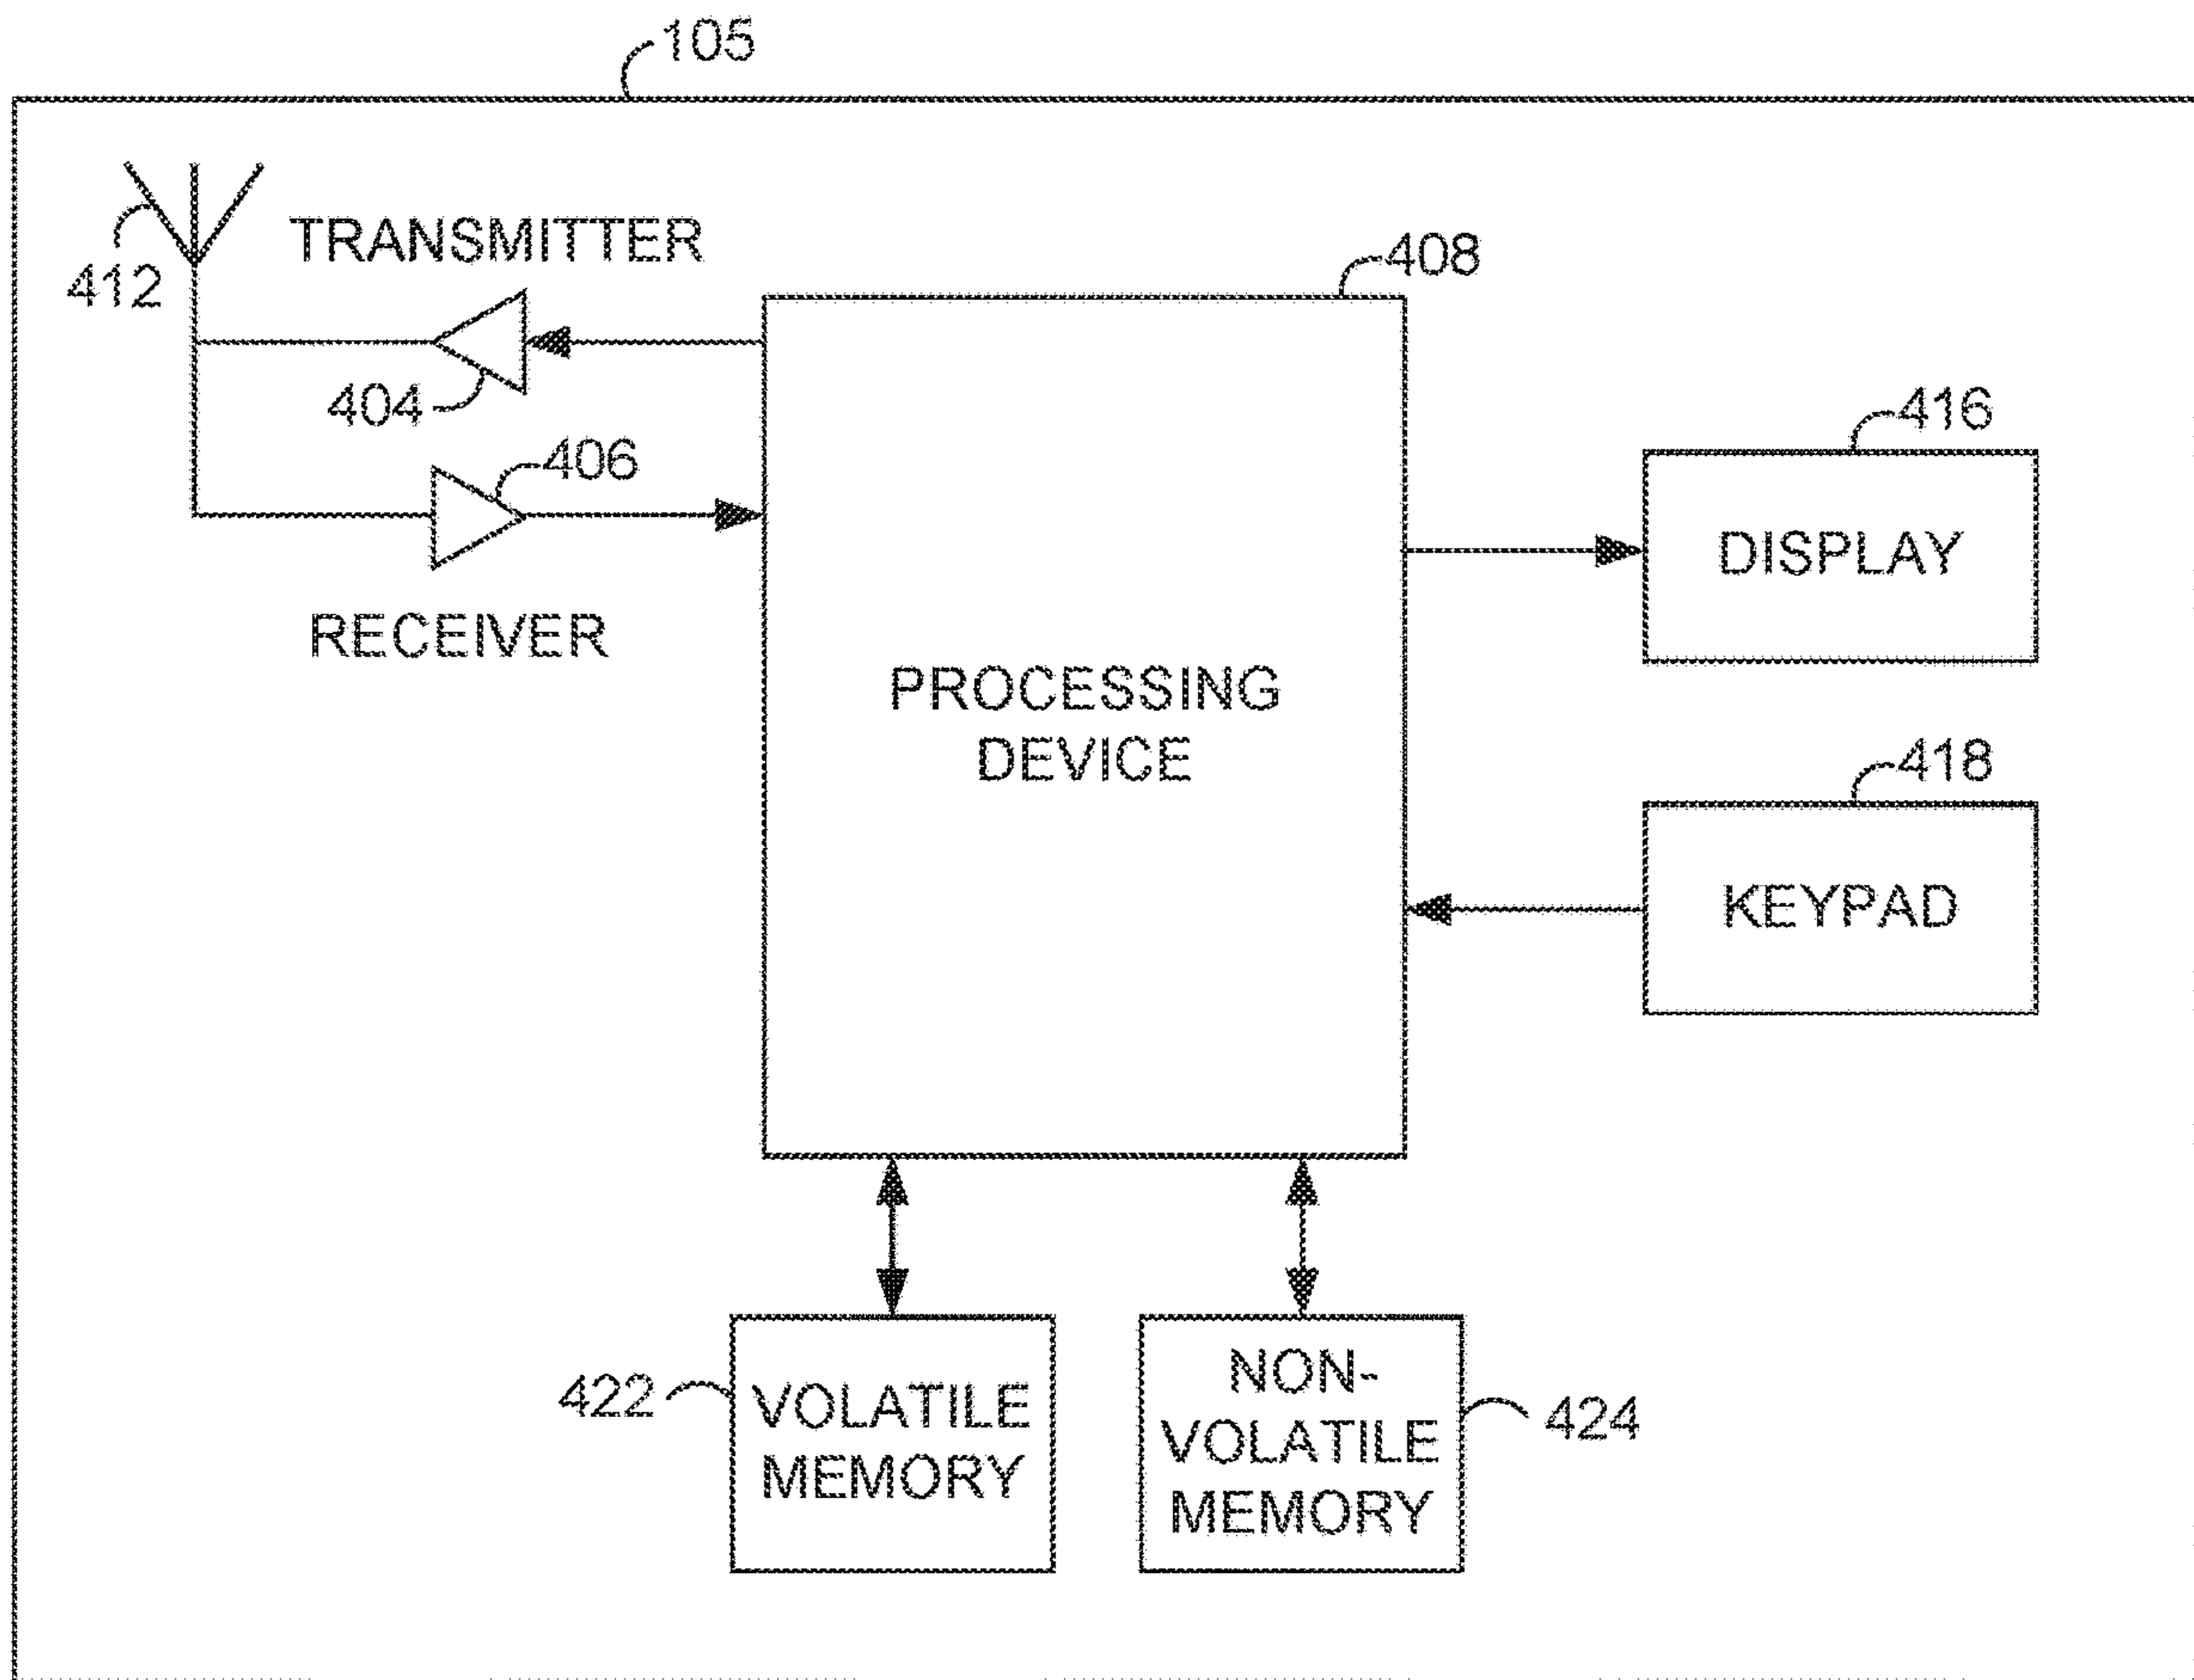 105
412
TRANSMITTER
404
406
RECEIVER
408
PROCESSING
DEVICE
416
DISPLAY
418
KEYPAD
422
VOLATILE
MEMORY
NON-
VOLATILE
MEMORY
424